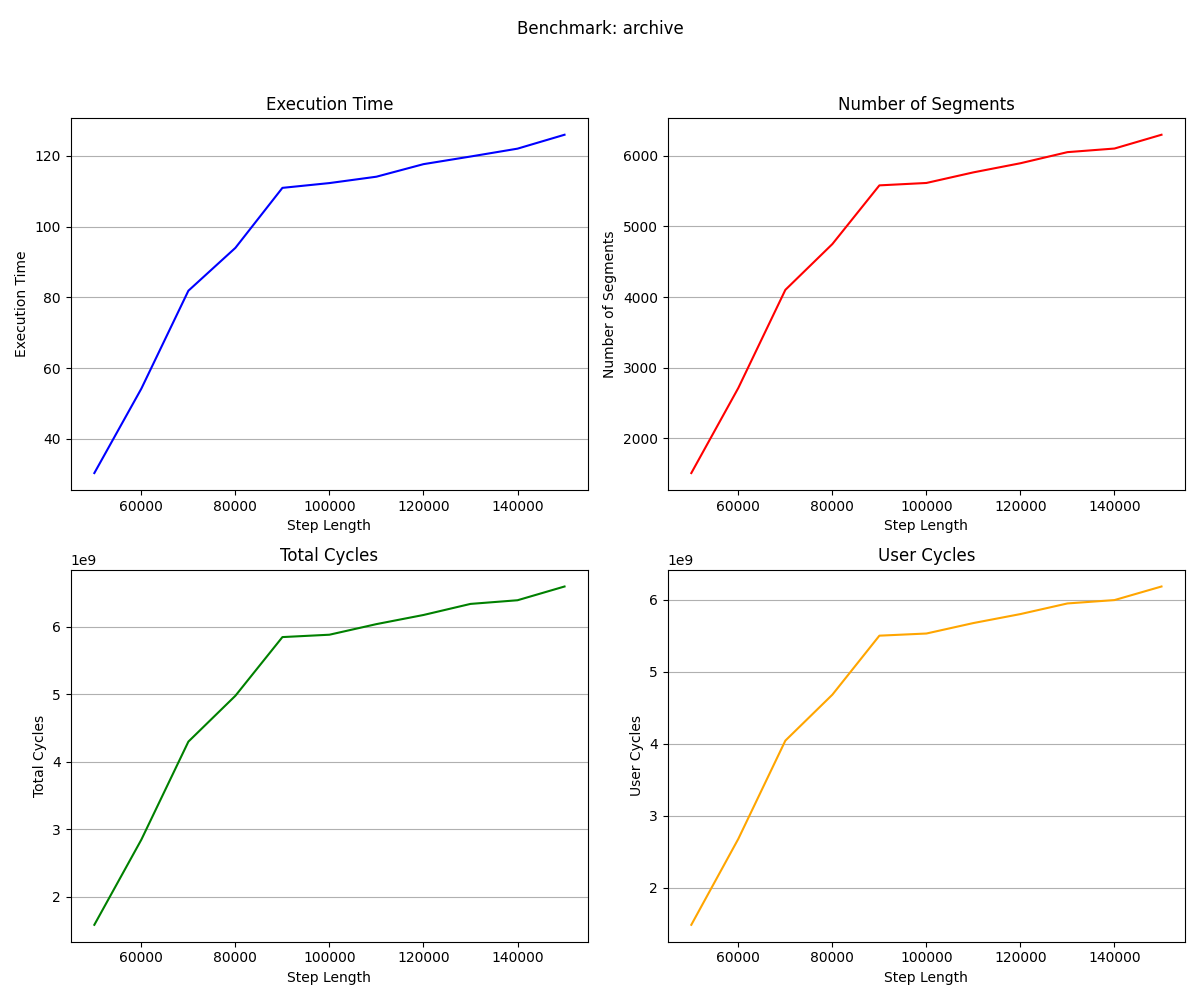 Benchmark: archive
Execution Time
Execution Time
120
100
80
60
40
60000 80000 100000 120000 140000
Step Length
Number of Segments
Number of Segments
6000
5000
4000
3000
2000
60000 80000 100000 120000 140000
Step Length
Total Cycles
1e9
Total Cycles
6
5
4
3
2
60000 80000 100000 120000 140000
Step Length
User Cycles
1e9
User Cycles
6
5
4
3
2
60000 80000 100000 120000 140000
Step Length